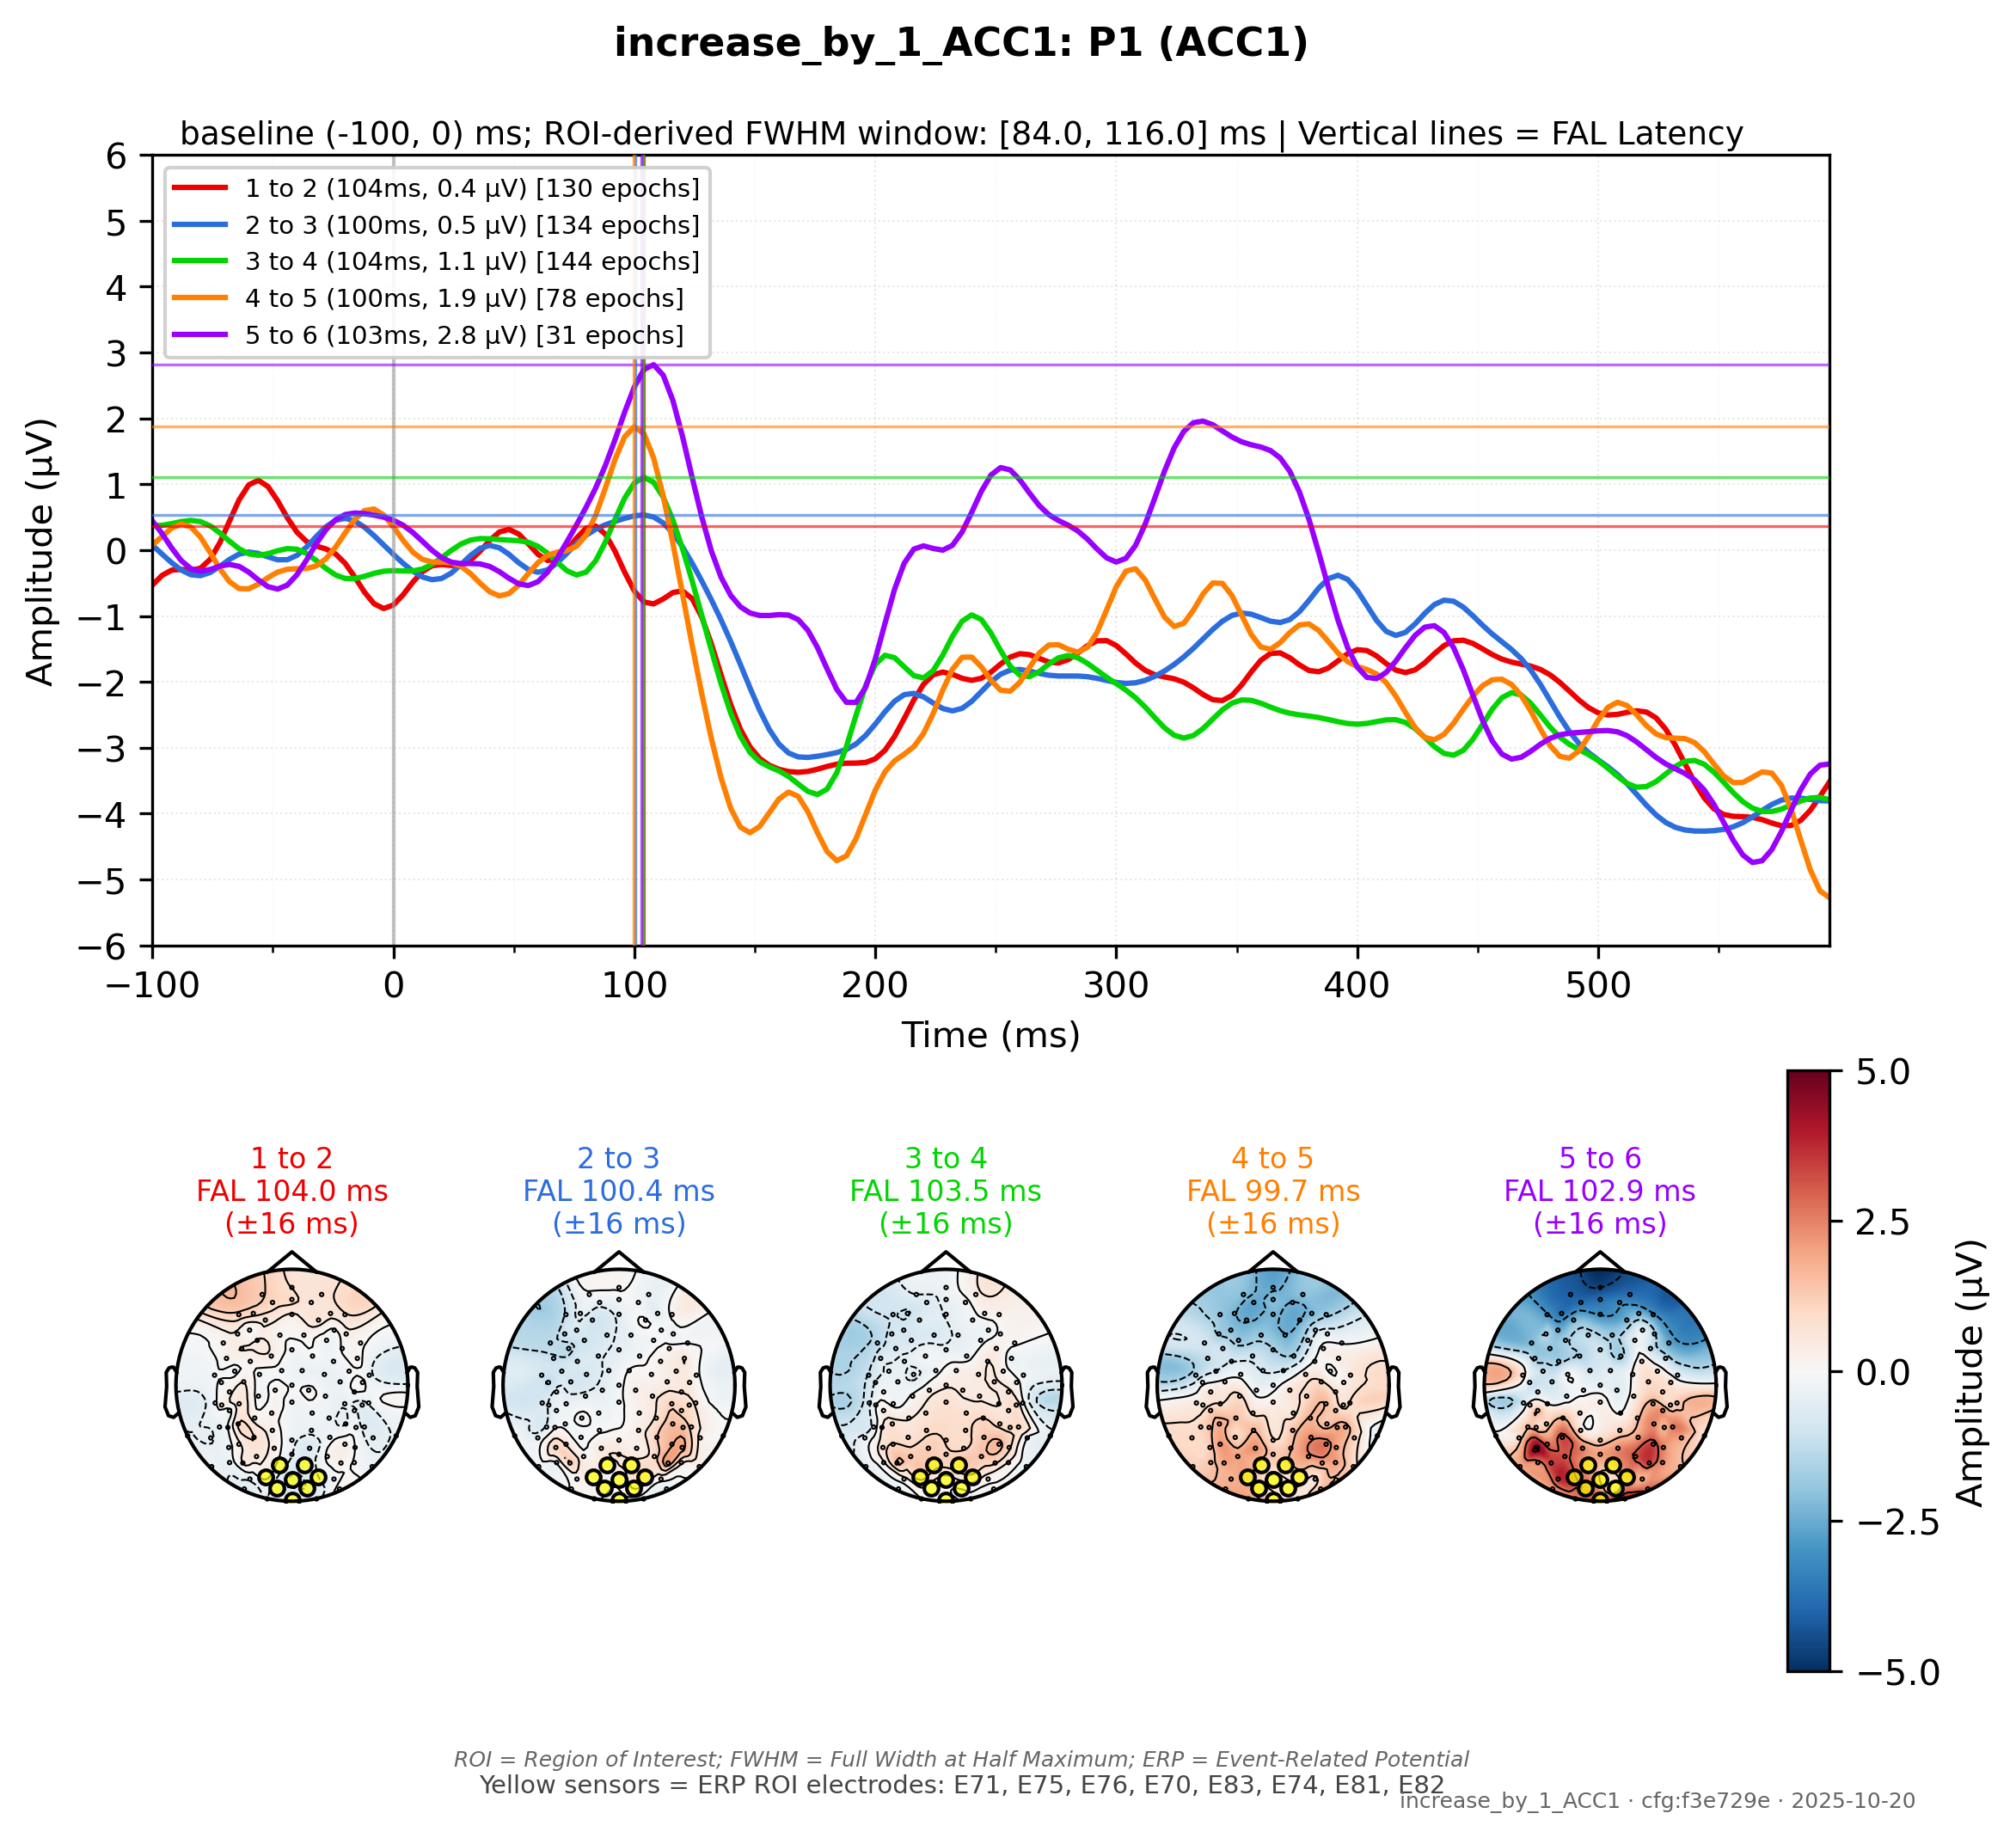 increase_by_1_ACC1: P1 (ACC1)
baseline (-100, 0) ms; ROI-derived FWHM window: [84.0, 116.0] ms | Vertical lines = FAL Latency
1 to 2 (104ms, 0.4 µV) [130 epochs]
2 to 3 (100ms, 0.5 µV) [134 epochs]
3 to 4 (104ms, 1.1 µV) [144 epochs]
4 to 5 (100ms, 1.9 µV) [78 epochs]
5 to 6 (103ms, 2.8 µV) [31 epochs]
6
5
4
3
2
1
0
−1
−2
−3
−4
−5
−6
Amplitude (µV)
−100 0 100 200 300 400 500
Time (ms)
1 to 2
FAL 104.0 ms
(±16 ms)
2 to 3
FAL 100.4 ms
(±16 ms)
3 to 4
FAL 103.5 ms
(±16 ms)
4 to 5
FAL 99.7 ms
(±16 ms)
5 to 6
FAL 102.9 ms
(±16 ms)
5.0
2.5
0.0
−2.5
−5.0
Amplitude (µV)
ROI = Region of Interest; FWHM = Full Width at Half Maximum; ERP = Event-Related Potential
Yellow sensors = ERP ROI electrodes: E71, E75, E76, E70, E83, E74, E81, E82
increase_by_1_ACC1 · cfg:f3e729e · 2025-10-20